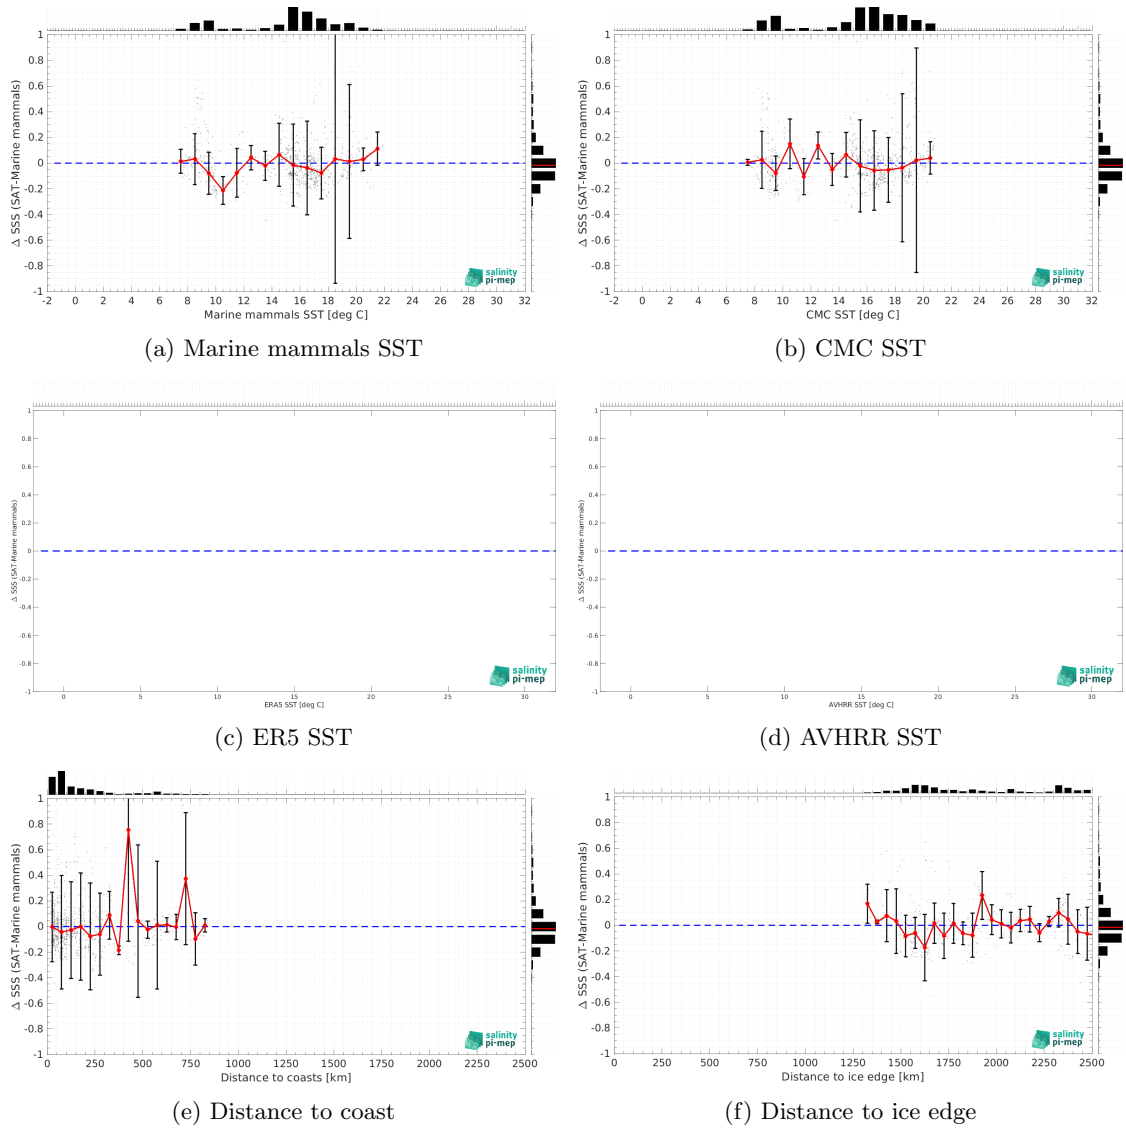 1
0.8
0.6
0.4
0.2
0
-0.2
-0.4
-0.6
-0.8
-1
Δ SSS (SAT-Marine mammals)
-2 0 2 4 6 8 10 12 14 16 18 20 22 24 26 28 30 32
Marine mammals SST [deg C]
salinity
pi-mep
(a) Marine mammals SST
1
0.8
0.6
0.4
0.2
0
-0.2
-0.4
-0.6
-0.8
-1
Δ SSS (SAT-Marine mammals)
-2 0 2 4 6 8 10 12 14 16 18 20 22 24 26 28 30 32
CMC SST [deg C]
salinity
pi-mep
(b) CMC SST
1
0.8
0.6
0.4
0.2
0
-0.2
-0.4
-0.6
-0.8
-1
Δ SSS (SAT-Marine mammals)
0 5 10 15 20 25 30
ERA5 SST [deg C]
salinity
pi-mep
(c) ER5 SST
1
0.8
0.6
0.4
0.2
0
-0.2
-0.4
-0.6
-0.8
-1
Δ SSS (SAT-Marine mammals)
0 5 10 15 20 25 30
AVHRR SST [deg C]
salinity
pi-mep
(d) AVHRR SST
1
0.8
0.6
0.4
0.2
0
-0.2
-0.4
-0.6
-0.8
-1
Δ SSS (SAT-Marine mammals)
0 250 500 750 1000 1250 1500 1750 2000 2250 2500
Distance to coasts [km]
salinity
pi-mep
(e) Distance to coast
1
0.8
0.6
0.4
0.2
0
-0.2
-0.4
-0.6
-0.8
-1
Δ SSS (SAT-Marine mammals)
0 250 500 750 1000 1250 1500 1750 2000 2250 2500
Distance to ice edge [km]
salinity
pi-mep
(f) Distance to ice edge